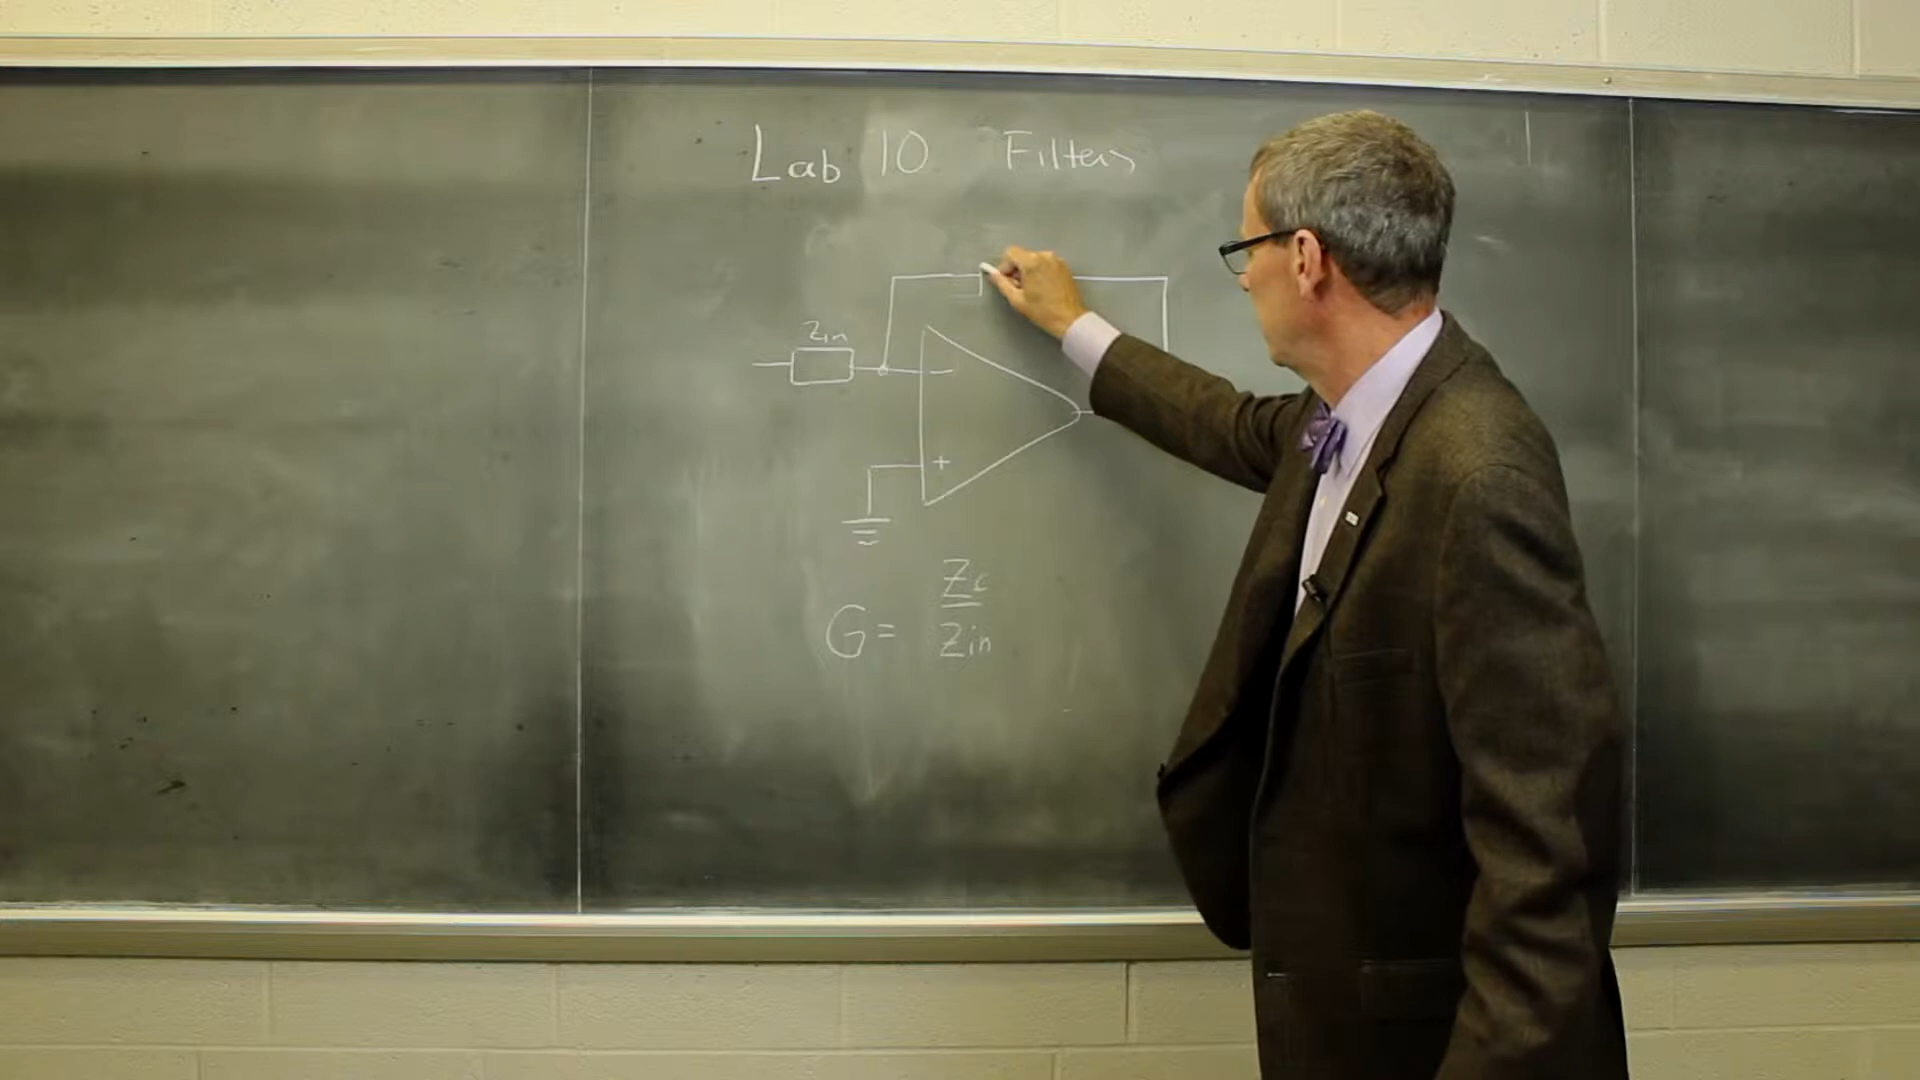 Lab 10 Filters
Zin
−
+
G = Zc
Zin